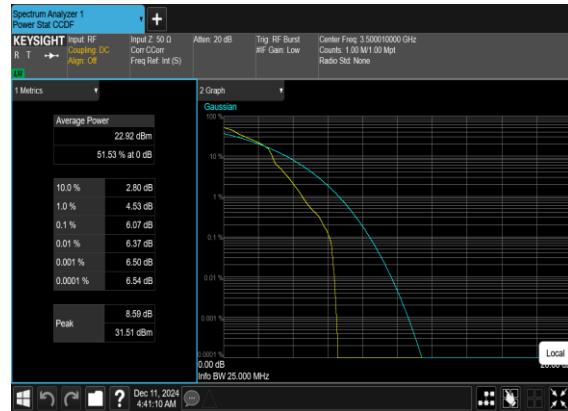 Spectrum Analyzer 1
Power Stat CCDF
+
KEYSIGHT
R T
LW
Input: RF
Coupling: DC
Align: Off
Input Z: 50 Ω
Corr CCorr
Freq Ref: Int (S)
Atten: 20 dB
Trig: RF Burst
#IF Gain: Low
Center Freq: 3.500010000 GHz
Counts: 1.00 M/1.00 Mpt
Radio Std: None
1 Metrics
Average Power
22.92 dBm
51.53 % at 0 dB
10.0 % 2.80 dB
1.0 % 4.53 dB
0.1 % 6.07 dB
0.01 % 6.37 dB
0.001 % 6.50 dB
0.0001 % 6.54 dB
Peak
8.59 dB
31.51 dBm
2 Graph
Gaussian
100 %
10 %
1 %
0.1 %
0.01 %
0.001 %
0.0001 %
0.00 dB
Info BW 25.000 MHz
Local
?
Dec 11, 2024
4:41:10 AM